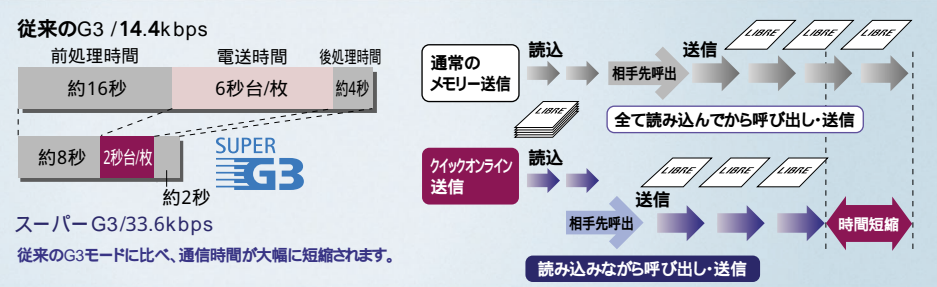 従来のG3 /14.4kbps
前処理時間 電送時間 後処理時間
約16秒 6秒台/枚 約4秒
約8秒 2秒台/枚
約2秒
SUPER
G3
スーパーG3/33.6kbps
従来のG3モードに比べ、通信時間が大幅に短縮されます。
通常の
メモリー送信
読込
相手先呼出
送信
LIBRE LIBRE LIBRE LIBRE
全て読み込んでから呼び出し・送信
LIBRE
クイックオンライン
送信
読込
相手先呼出
送信
LIBRE LIBRE LIBRE
時間短縮
読み込みながら呼び出し・送信